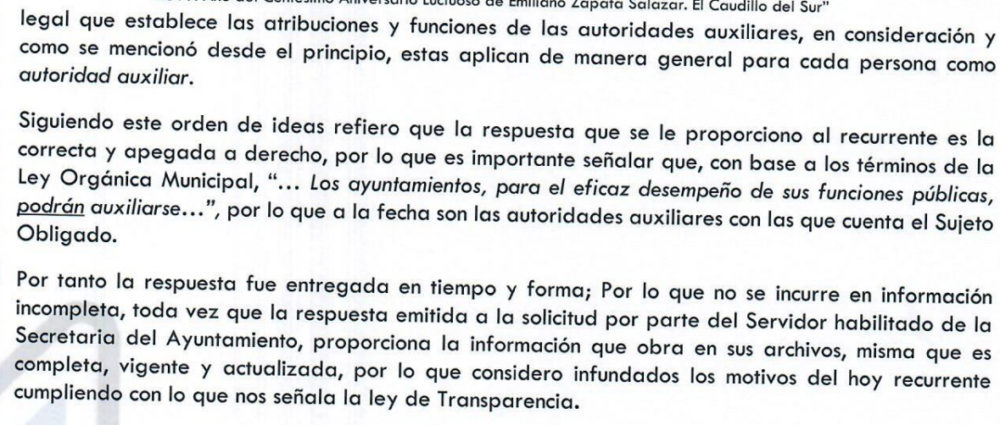 del Centésimo Aniversario Luctuoso de Emiliano Zapata Salazar. El Caudillo del Sur"
legal que establece las atribuciones y funciones de las autoridades auxiliares, en consideración y
como se mencionó desde el principio, estas aplican de manera general para cada persona como
autoridad auxiliar.
Siguiendo este orden de ideas refiero que la respuesta que se le proporciono al recurrente es la
correcta y apegada a derecho, por lo que es importante señalar que, con base a los términos de la
Ley Orgánica Municipal, "... Los ayuntamientos, para el eficaz desempeño de sus funciones públicas,
podrán auxiliarse...", por lo que a la fecha son las autoridades auxiliares con las que cuenta el Sujeto
Obligado.
Por tanto la respuesta fue entregada en tiempo y forma; Por lo que no se incurre en información
incompleta, toda vez que la respuesta emitida a la solicitud por parte del Servidor habilitado de la
Secretaria del Ayuntamiento, proporciona la información que obra en sus archivos, misma que es
completa, vigente y actualizada, por lo que considero infundados los motivos del hoy recurrente
cumpliendo con lo que nos señala la ley de Transparencia.